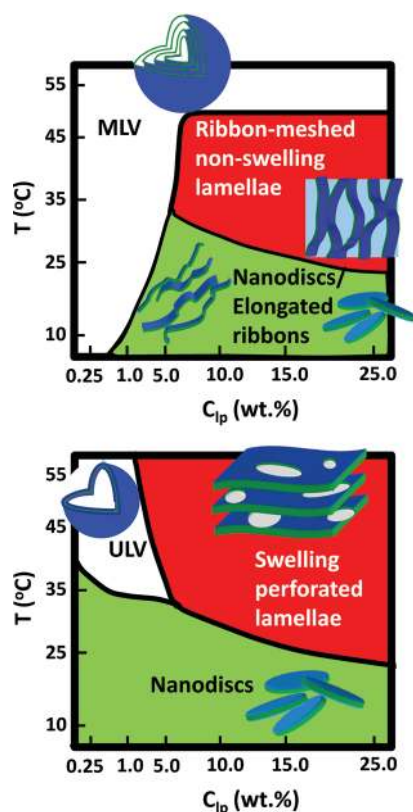 55
45
35
25
10
T (°C)
MLV
Ribbon-meshed
non-swelling
lamellae
Nanodiscs/
Elongated
ribbons
0.25 1.0 5.0 10.0 15.0 25.0
Clp (wt.%)
55
45
35
25
10
T (°C)
ULV
Swelling
perforated
lamellae
Nanodiscs
0.25 1.0 5.0 10.0 15.0 25.0
Clp (wt.%)